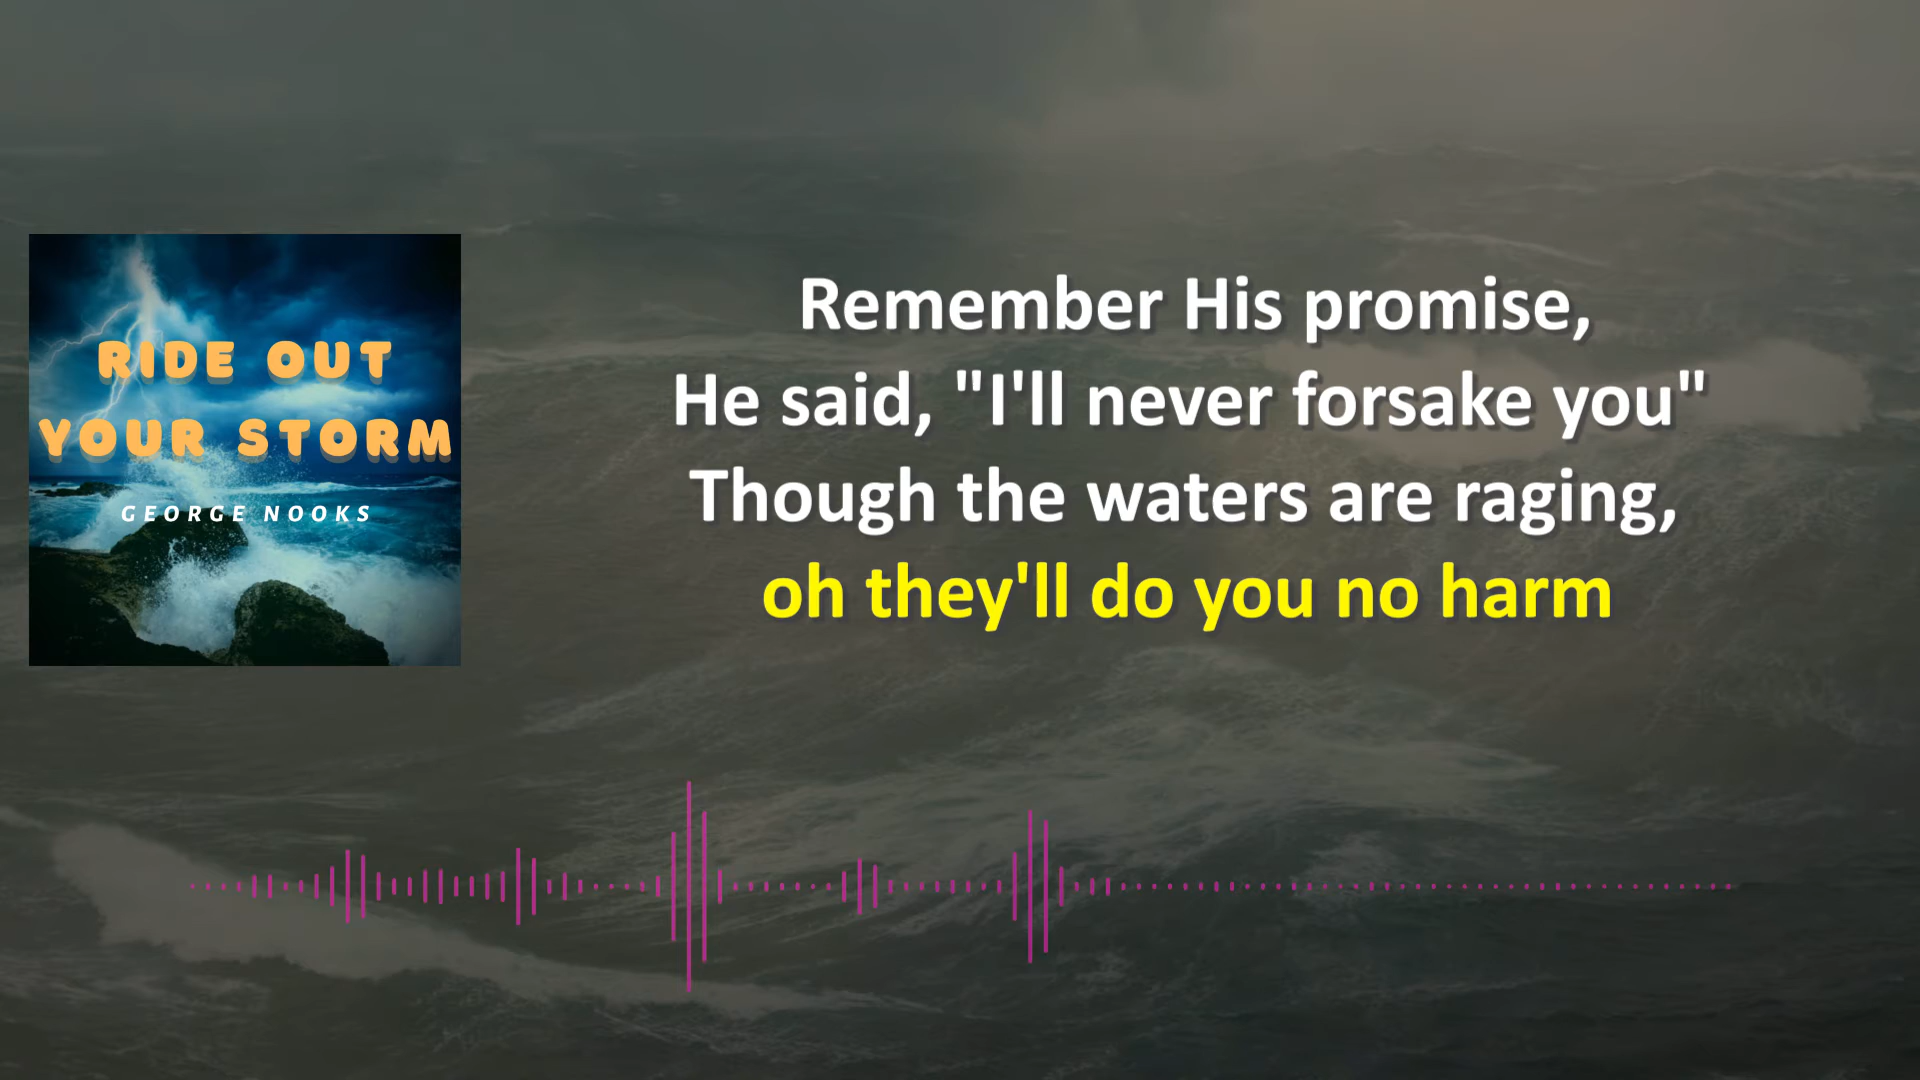 RIDE OUT
YOUR STORM
GEORGE NOOKS
Remember His promise,
He said, "I'll never forsake you"
Though the waters are raging,
oh they'll do you no harm